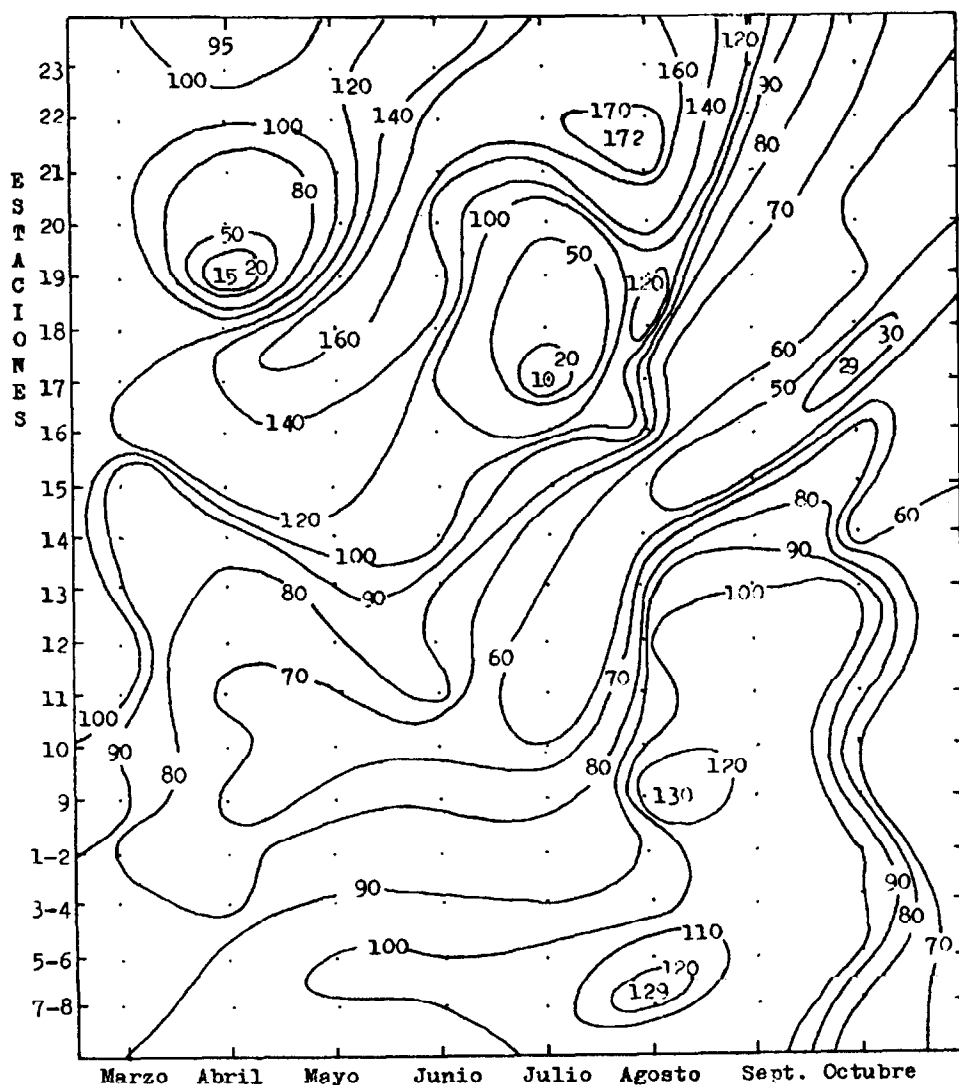 ESTACIONES
95
23 100 120 120
160 90
22 100 140 170 140
172 80
21
80 70
20 100
50 50
19 15 20 120
18 160 60 30
17 20 29
10 50
16 140
15
120 60
14 100 80
90
13 80 90 100
12
70 60
11 70
100
10 90
80 80 120
9 130
1-2
90 90
3-4 80
110 70
5-6 100
120
7-8 129
Marzo Abril Mayo Junio Julio Agosto Sept. Octubre